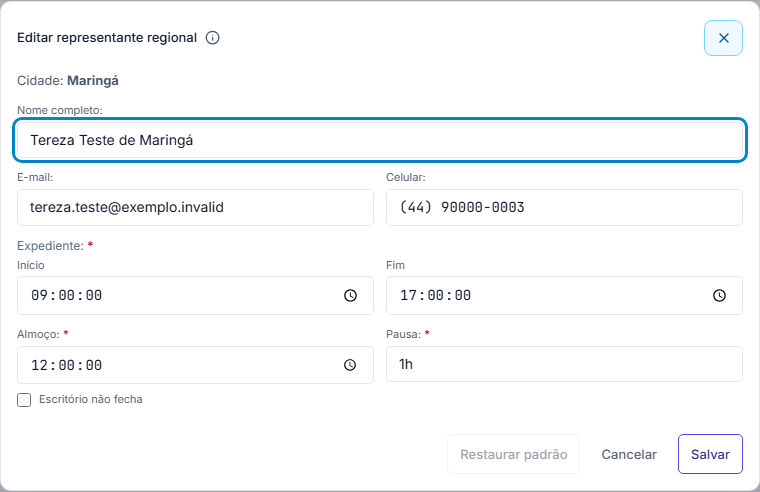 Editar representante regional
Cidade: Maringá
Nome completo:
Tereza Teste de Maringá
E-mail:
Celular:
tereza.teste@exemplo.invalid
(44) 90000-0003
Expediente: *
Início
Fim
09:00:00
17:00:00
Almoço: *
Pausa: *
12:00:00
1h
Escritório não fecha
Restaurar padrão
Cancelar
Salvar